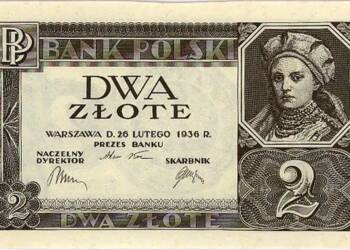 BP
BANK POLSKI
DWA
ZŁOTE
WARSZAWA D. 26 LUTEGO 1936 R.
PREZES BANKU
NACZELNY
DYREKTOR
SKARBNIK
2
2
DWA ZŁOTE